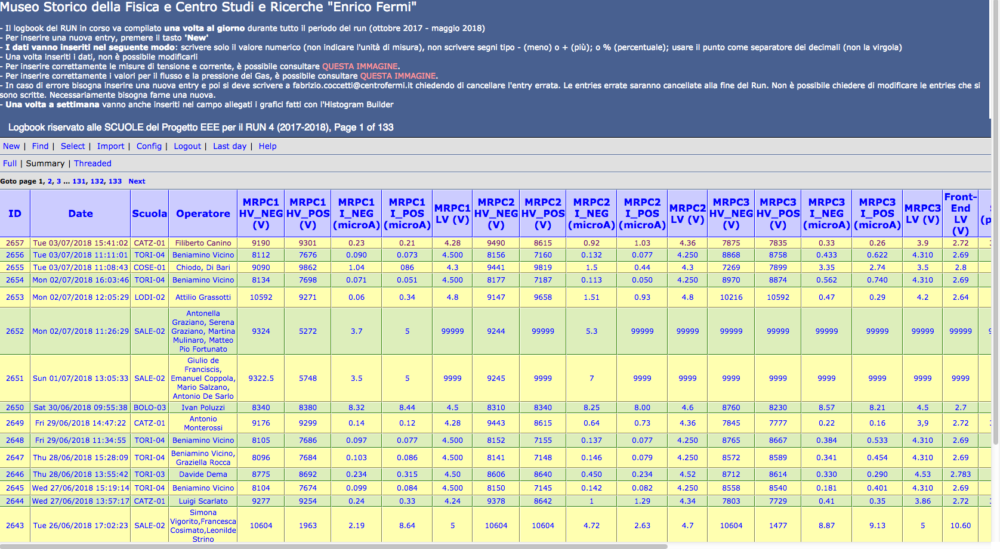 Museo Storico della Fisica e Centro Studi e Ricerche "Enrico Fermi"
- Il logbook del RUN in corso va compilato una volta al giorno durante tutto il periodo del run (ottobre 2017 - maggio 2018)
- Per inserire una nuova entry, premere il tasto 'New'
- I dati vanno inseriti nel seguente modo: scrivere solo il valore numerico (non indicare l'unità di misura), non scrivere segni tipo - (meno) o + (più); o % (percentuale); usare il punto come separatore dei decimali (non la virgola)
- Una volta inseriti i dati, non è possibile modificarli
- Per inserire correttamente le misure di tensione e corrente, è possibile consultare QUESTA IMMAGINE.
- Per inserire correttamente i valori per il flusso e la pressione dei Gas, è possibile consultare QUESTA IMMAGINE.
- In caso di errore bisogna inserire una nuova entry e poi si deve scrivere a fabrizio.coccetti@centrofermi.it chiedendo di cancellare l'entry errata. Le entries errate saranno cancellate alla fine del Run. Non è possibile chiedere di modificare le entries che si
sono scritte. Necessariamente bisogna farne una nuova.
- Una volta a settimana vanno anche inseriti nel campo allegati i grafici fatti con l'Histogram Builder
Logbook riservato alle SCUOLE del Progetto EEE per il RUN 4 (2017-2018), Page 1 of 133
New | Find | Select | Import | Config | Logout | Last day | Help
Full | Summary | Threaded
Goto page 1, 2, 3 ... 131, 132, 133 Next
ID Date Scuola Operatore MRPC1 HV_NEG (V) MRPC1 HV_POS (V) MRPC1 I_NEG (microA) MRPC1 I_POS (microA) MRPC1 LV (V) MRPC2 HV_NEG (V) MRPC2 HV_POS (V) MRPC2 I_NEG (microA) MRPC2 I_POS (microA) MRPC2 LV (V) MRPC3 HV_NEG (V) MRPC3 HV_POS (V) MRPC3 I_NEG (microA) MRPC3 I_POS (microA) MRPC3 LV (V) Front-End LV (V)
2657 Tue 03/07/2018 15:41:02 CATZ-01 Filiberto Canino 9190 9301 0.23 0.21 4.28 9490 8615 0.92 1.03 4.36 7875 7835 0.33 0.26 3.9 2.72
2656 Tue 03/07/2018 11:11:01 TORI-04 Beniamino Vicino 8112 7676 0.090 0.073 4.500 8156 7160 0.132 0.077 4.250 8868 8758 0.433 0.622 4.310 2.69
2655 Tue 03/07/2018 11:08:43 COSE-01 Chiodo, Di Bari 9090 9862 1.04 086 4.3 9441 9819 1.5 0.44 4.3 7269 7899 3.35 2.74 3.5 2.8
2654 Mon 02/07/2018 16:03:46 TORI-04 Beniamino Vicino 8134 7698 0.071 0.051 4.500 8177 7187 0.113 0.050 4.250 8970 8874 0.562 0.740 4.310 2.69
2653 Mon 02/07/2018 12:05:29 LODI-02 Attilio Grassotti 10592 9271 0.06 0.34 4.8 9147 9658 1.51 0.93 4.8 10216 10592 0.47 0.29 4.2 2.64
2652 Mon 02/07/2018 11:26:29 SALE-02 Antonella Graziano, Serena Graziano, Martina Mulinaro, Matteo Pio Fortunato 9324 5272 3.7 5 99999 9244 99999 5.3 99999 99999 99999 99999 99999 99999 99999 99999
2651 Sun 01/07/2018 13:05:33 SALE-02 Giulio de Franciscis, Emanuel Coppola, Mario Salzano, Antonio De Sarlo 9322.5 5748 3.5 5 9999 9245 9999 7 9999 9999 9999 9999 9999 9999 9999 9999
2650 Sat 30/06/2018 09:55:38 BOLO-03 Ivan Poluzzi 8340 8380 8.32 8.44 4.5 8310 8340 8.25 8.00 4.6 8760 8230 8.57 8.21 4.5 2.7
2649 Fri 29/06/2018 14:47:22 CATZ-01 Antonio Monterossi 9176 9299 0.14 0.12 4.28 9443 8615 0.64 0.73 4.36 7845 7777 0.22 0.16 3,9 2.72
2648 Fri 29/06/2018 11:34:55 TORI-04 Beniamino Vicino 8105 7686 0.097 0.077 4.500 8152 7155 0.137 0.077 4.250 8765 8667 0.384 0.533 4.310 2.69
2647 Thu 28/06/2018 15:28:09 TORI-04 Beniamino Vicino, Graziella Rocca 8096 7684 0.103 0.086 4.500 8141 7148 0.146 0.079 4.250 8572 8589 0.341 0.454 4.310 2.69
2646 Thu 28/06/2018 13:55:42 TORI-03 Davide Dema 8775 8692 0.234 0.315 4.50 8606 8640 0.450 0.234 4.52 8712 8614 0.330 0.290 4.53 2.783
2645 Wed 27/06/2018 15:19:14 TORI-04 Beniamino Vicino 8104 7674 0.099 0.084 4.500 8150 7145 0.142 0.082 4.250 8558 8540 0.181 0.401 4.310 2.69
2644 Wed 27/06/2018 13:57:17 CATZ-01 Luigi Scarlato 9277 9254 0.24 0.33 4.24 9378 8642 1 1.29 4.34 7803 7729 0.41 0.35 3.86 2.72
2643 Tue 26/06/2018 17:02:23 SALE-02 Simona Vigorito,Francesca Cosimato,Leonilde Strino 10604 1963 2.19 8.64 5 10604 10604 4.72 2.63 4.7 10604 1477 8.87 9.13 5 10.60